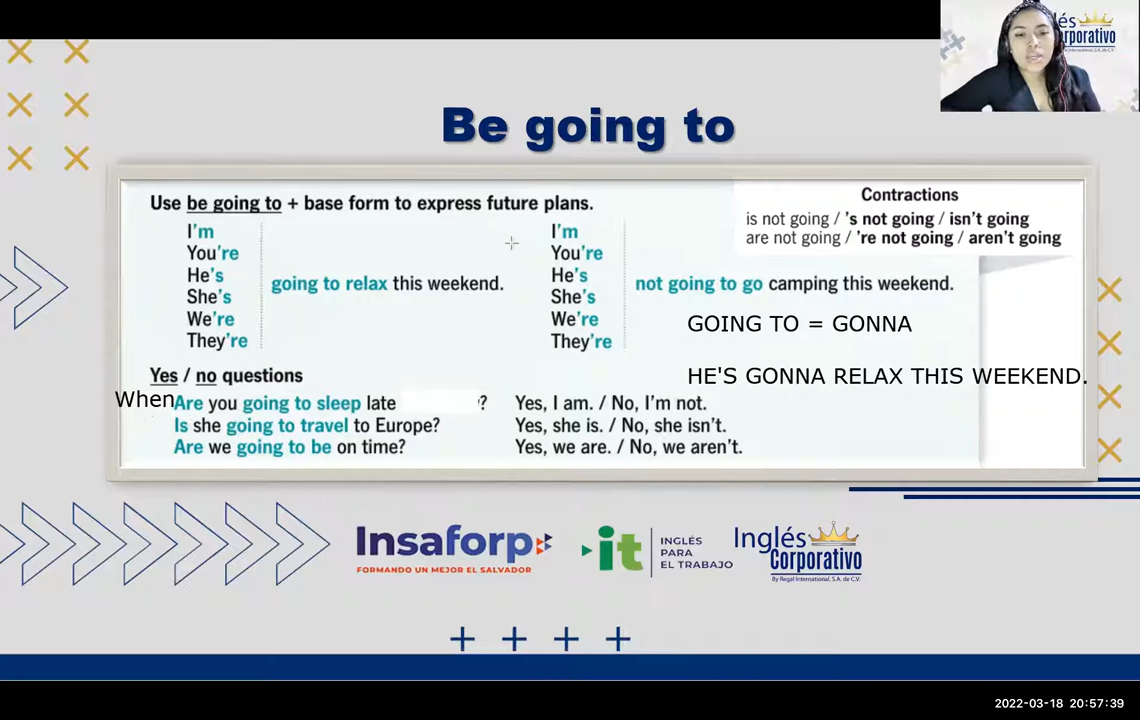 lés
orporativo
Be going to
Use be going to + base form to express future plans.
Contractions
is not going / 's not going / isn't going
are not going / 're not going / aren't going
I'm
You're
He's
She's
We're
They're
going to relax this weekend.
I'm
You're
He's
She's
We're
They're
not going to go camping this weekend.
GOING TO = GONNA
HE'S GONNA RELAX THIS WEEKEND.
Yes / no questions
When Are you going to sleep late ? Yes, I am. / No, I'm not.
Is she going to travel to Europe? Yes, she is. / No, she isn't.
Are we going to be on time? Yes, we are. / No, we aren't.
Insaforp
FORMANDO UN MEJOR EL SALVADOR
it
INGLÉS
PARA
EL TRABAJO
Inglés
Corporativo
By Regal International, S.A. de C.V.
2022-03-18 20:57:39